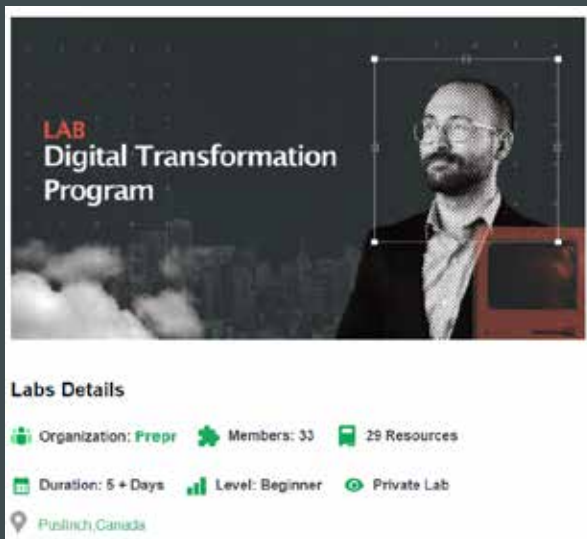 LAB
Digital Transformation
Program
Labs Details
Organization: Prepr Members: 33 29 Resources
Duration: 5 + Days Level: Beginner Private Lab
Puslinch,Canada